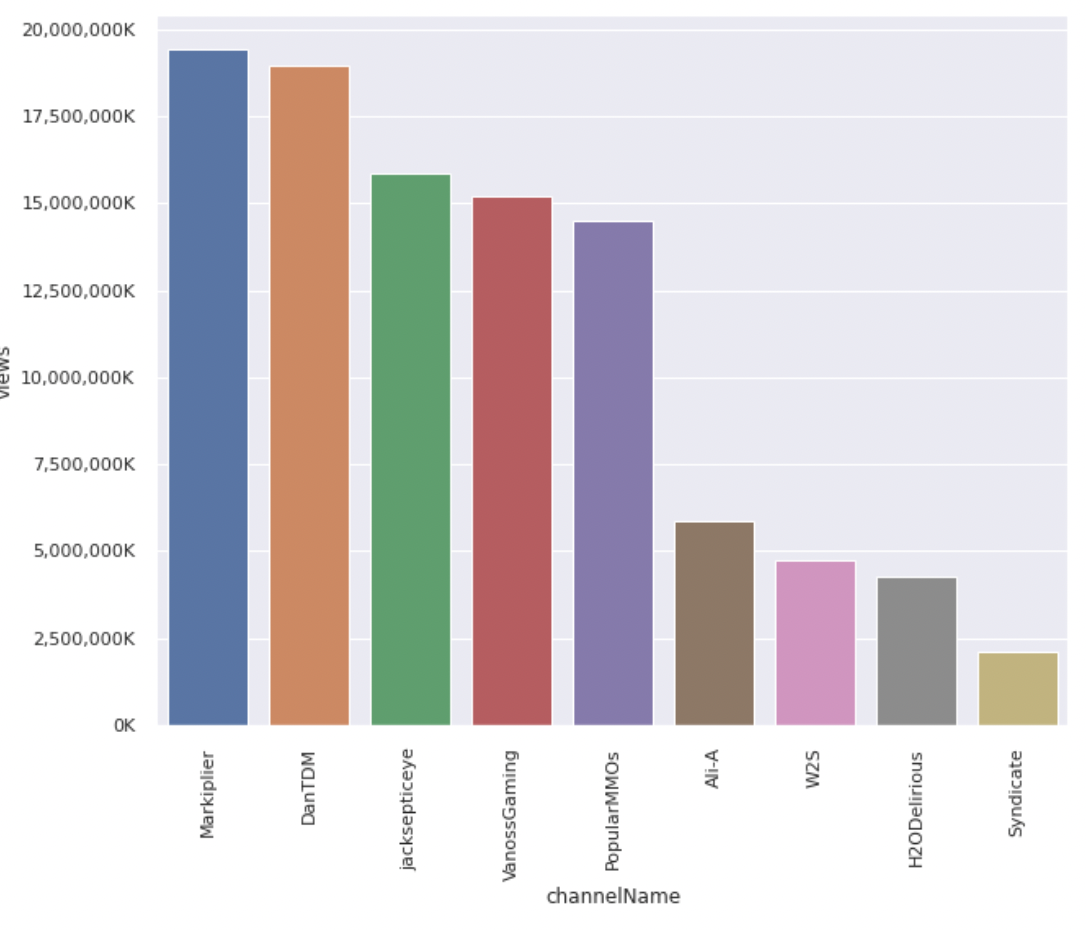 20,000,000K
17,500,000K
15,000,000K
12,500,000K
10,000,000K
7,500,000K
5,000,000K
2,500,000K
0K
views
Markiplier
DanTDM
jacksepticeye
VanossGaming
PopularMMOs
Ali-A
W2S
H2ODelirious
Syndicate
channelName